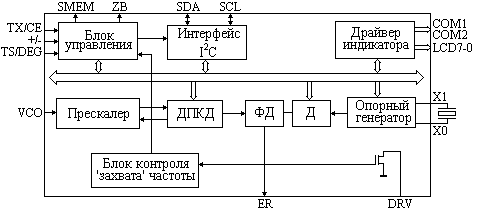 SMEM ZB SDA SCL
TX/CE
+/-
TS/DEG
Блок
управления
Интерфейс
I²C
Драйвер
индикатора
COM1
COM2
LCD7-0
VCO
Прескалер
ДПКД
ФД
Д
Опорный
генератор
X1
X0
Блок контроля
'захвата' частоты
ER
DRV